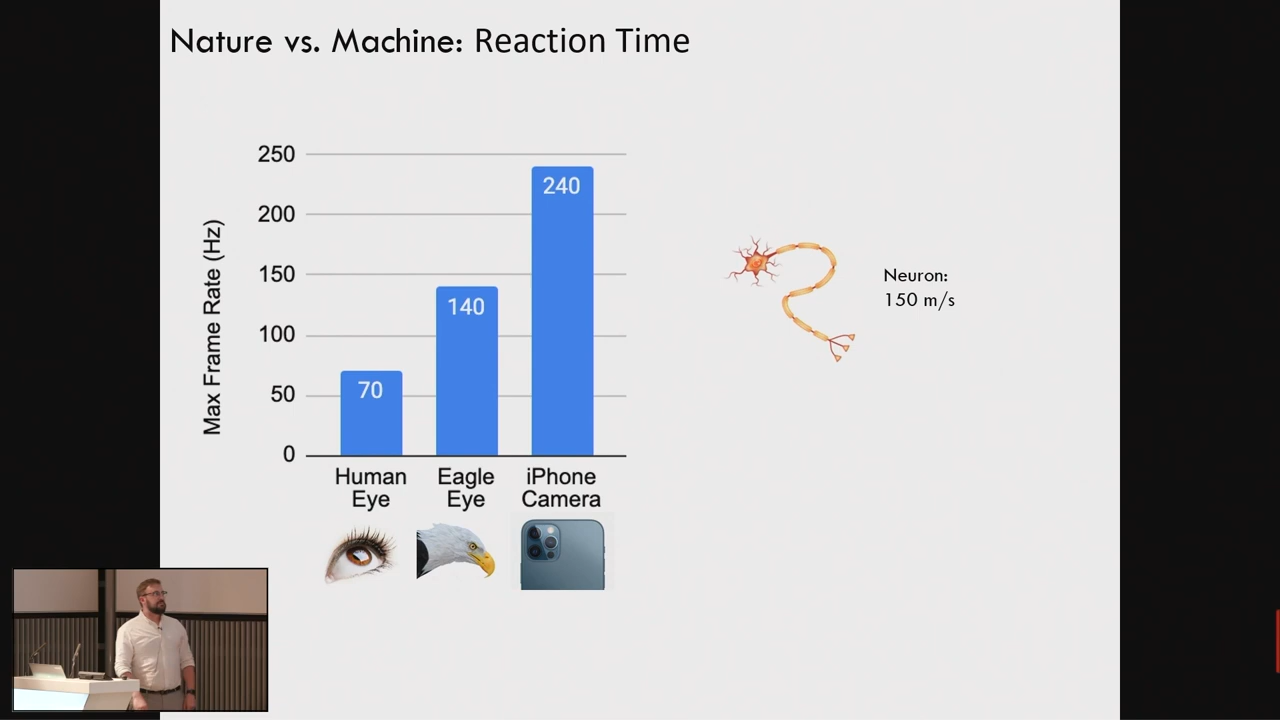 Nature vs. Machine: Reaction Time
Max Frame Rate (Hz)
250
200
150
100
50
0
70
140
240
Human
Eye
Eagle
Eye
iPhone
Camera
Neuron:
150 m/s